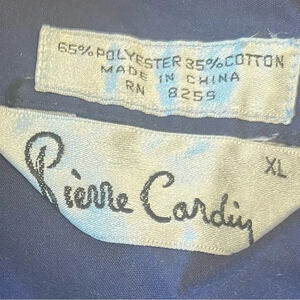 65% POLYESTER 35% COTTON
MADE IN CHINA
RN 8259
XL
Pierre Cardin